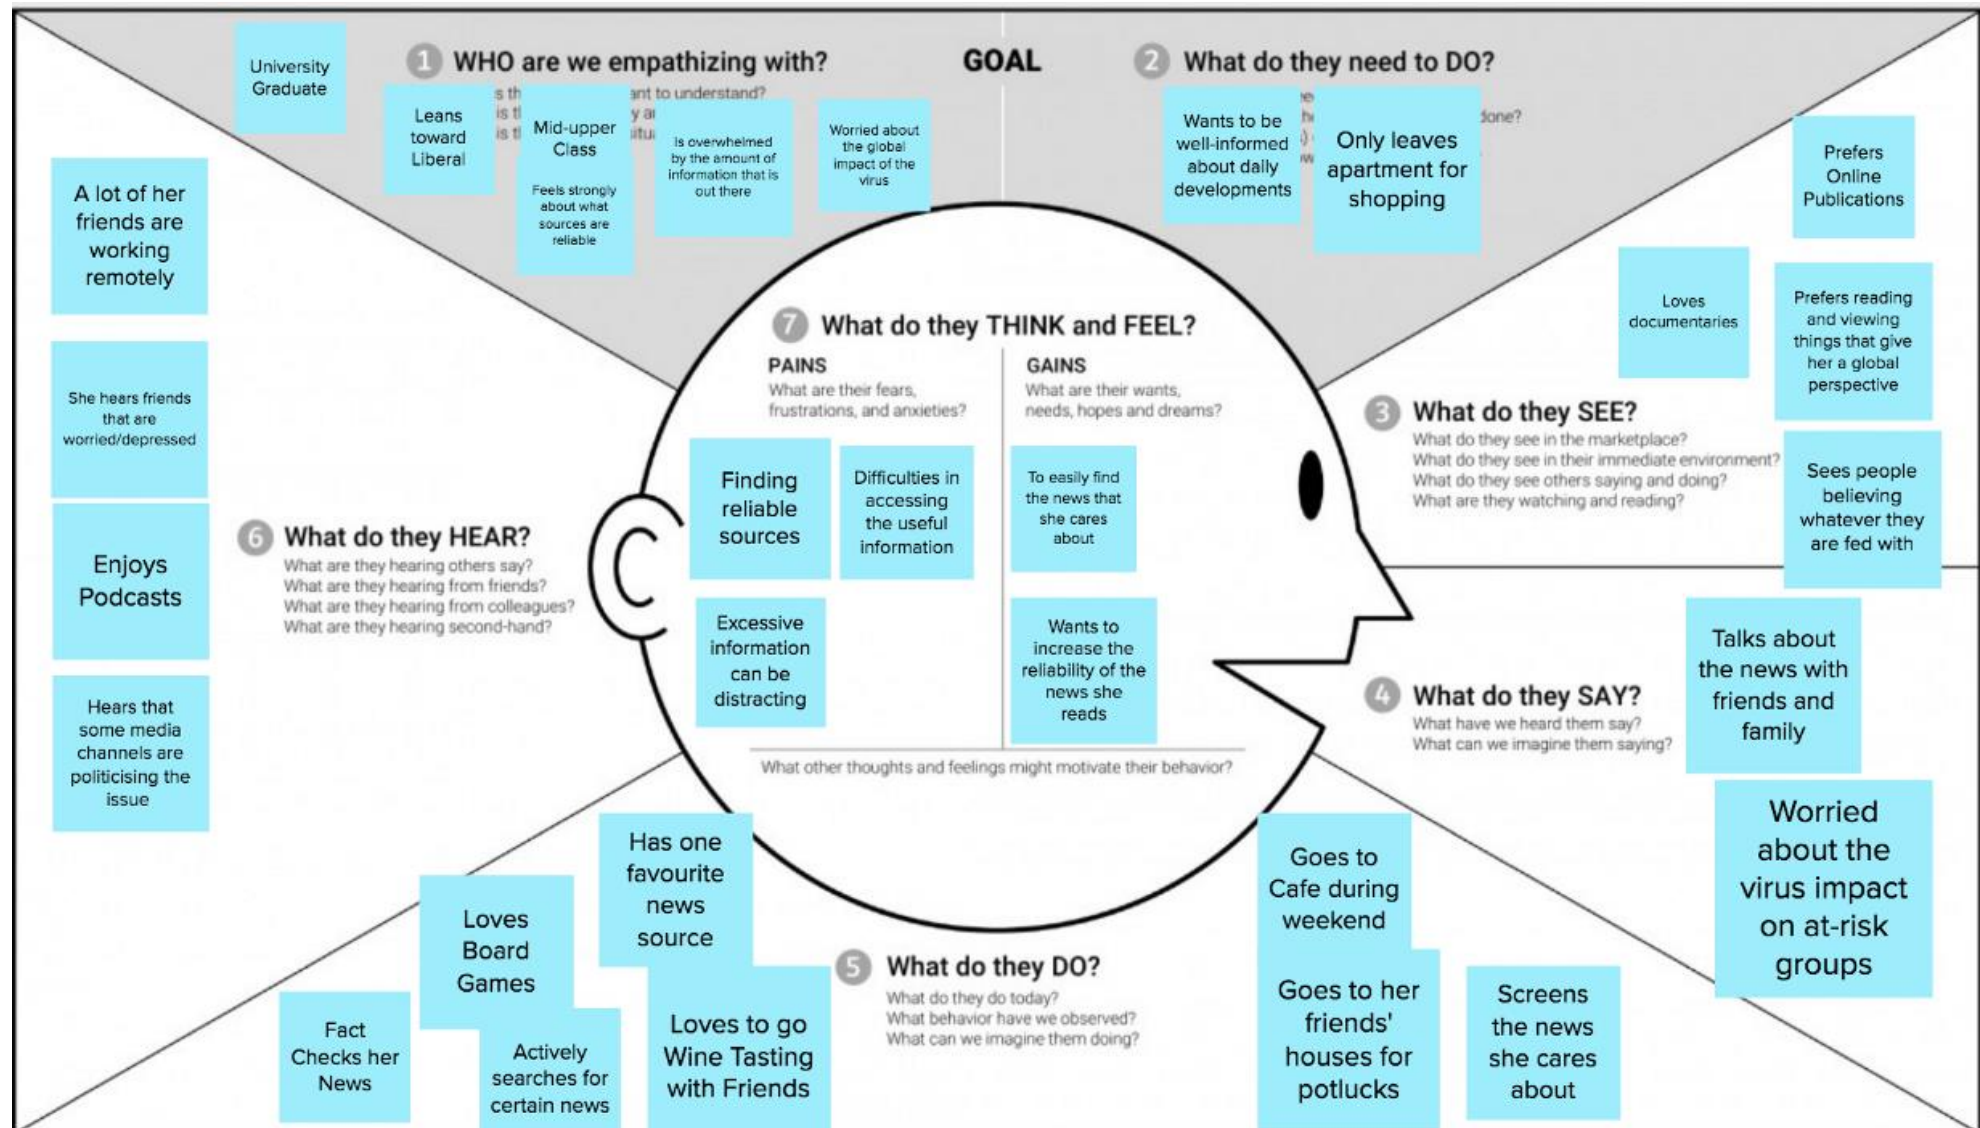 University
Graduate
1 WHO are we empathizing with?
Leans
toward
Liberal
Mid-upper
Class
Feels strongly
about what
sources are
reliable
ant to understand?
Is overwhelmed
by the amount of
information that is
out there
Worried about
the global
impact of the
virus
GOAL
2 What do they need to DO?
Wants to be
well-informed
about daily
developments
Only leaves
apartment for
shopping
done?
Prefers
Online
Publications
Loves
documentaries
Prefers reading
and viewing
things that give
her a global
perspective
3 What do they SEE?
What do they see in the marketplace?
What do they see in their immediate environment?
What do they see others saying and doing?
What are they watching and reading?
Sees people
believing
whatever they
are fed with
4 What do they SAY?
What have we heard them say?
What can we imagine them saying?
Talks about
the news with
friends and
family
Worried
about the
virus impact
on at-risk
groups
5 What do they DO?
What do they do today?
What behavior have we observed?
What can we imagine them doing?
Has one
favourite
news
source
Loves
Board
Games
Fact
Checks her
News
Actively
searches for
certain news
Loves to go
Wine Tasting
with Friends
Goes to
Cafe during
weekend
Goes to her
friends'
houses for
potlucks
Screens
the news
she cares
about
6 What do they HEAR?
What are they hearing others say?
What are they hearing from friends?
What are they hearing from colleagues?
What are they hearing second-hand?
A lot of her
friends are
working
remotely
She hears friends
that are
worried/depressed
Enjoys
Podcasts
Hears that
some media
channels are
politicising the
issue
7 What do they THINK and FEEL?
PAINS
What are their fears,
frustrations, and anxieties?
Finding
reliable
sources
Difficulties in
accessing
the useful
information
Excessive
information
can be
distracting
GAINS
What are their wants,
needs, hopes and dreams?
To easily find
the news that
she cares
about
Wants to
increase the
reliability of the
news she
reads
What other thoughts and feelings might motivate their behavior?